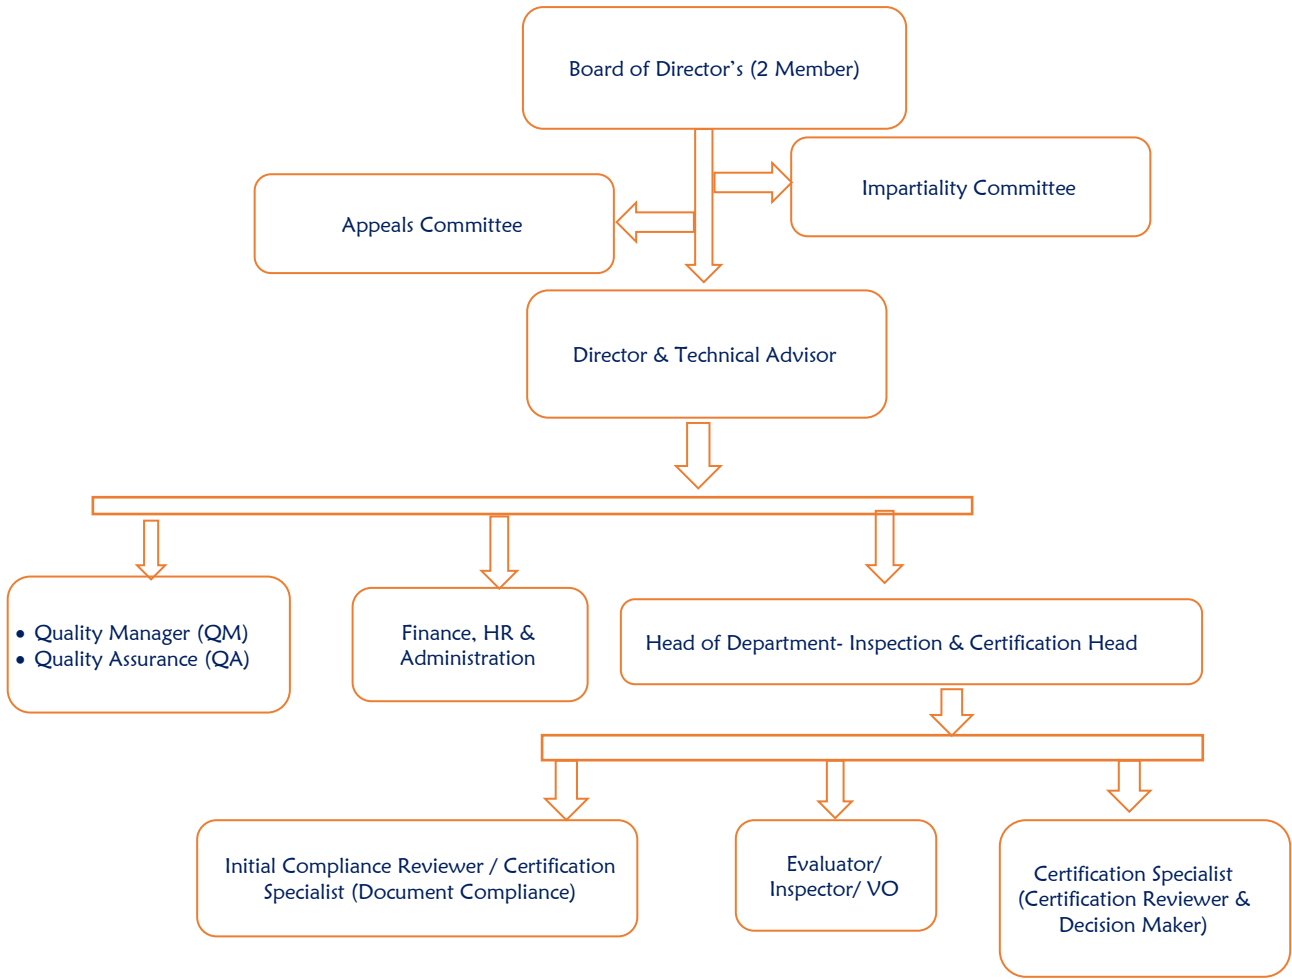 Board of Director’s (2 Member)
Impartiality Committee
Appeals Committee
Director & Technical Advisor
• Quality Manager (QM)
• Quality Assurance (QA)
Finance, HR &
Administration
Head of Department- Inspection & Certification Head
Initial Compliance Reviewer / Certification
Specialist (Document Compliance)
Evaluator/
Inspector/ VO
Certification Specialist
(Certification Reviewer &
Decision Maker)